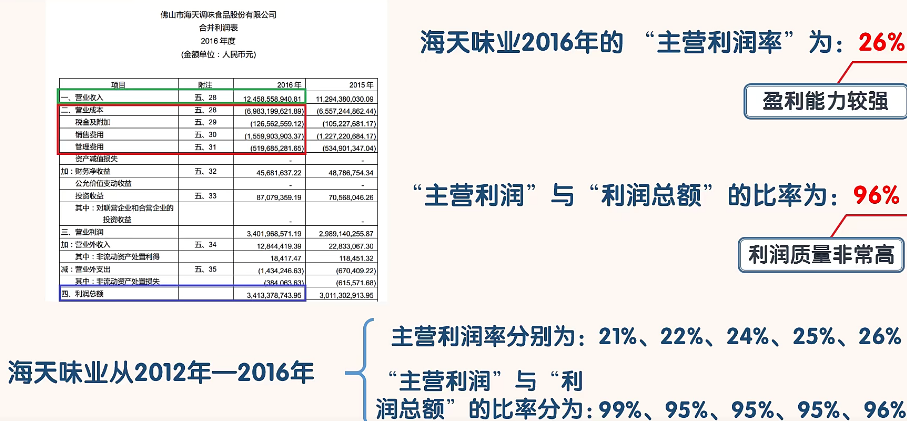 佛山市海天调味食品股份有限公司
合并利润表
2016 年度
(金额单位：人民币元)
项目 附注 2016 年 2015 年
一、营业收入 五、28 12,458,558,940.81 11,294,380,030.09
二、营业成本 五、28 (6,983,199,621.89) (6,557,244,862.44)
税金及附加 五、29 (126,562,559.12) (105,227,681.17)
销售费用 五、30 (1,559,903,903.37) (1,227,220,684.17)
管理费用 五、31 (519,685,281.65) (534,901,347.04)
资产减值损失 - -
加：财务净收益 五、32 45,681,637.22 48,786,754.34
公允价值变动收益 - -
投资收益 五、33 87,079,359.19 70,568,046.26
其中：对联营企业和合营企业的
投资收益 - -
三、营业利润 3,401,968,571.19 2,989,140,255.87
加：营业外收入 五、34 12,844,419.39 22,833,067.30
其中：非流动资产处置利得 18,417.47 118,451.32
减：营业外支出 五、35 (1,434,246.63) (670,409.22)
其中：非流动资产处置损失 (384,063.63) (615,571.68)
四、利润总额 3,413,378,743.95 3,011,302,913.95
海天味业2016年的 “主营利润率” 为：26%
盈利能力较强
“主营利润” 与 “利润总额” 的比率为：96%
利润质量非常高
海天味业从2012年—2016年
主营利润率分别为：21%、22%、24%、25%、26%
“主营利润” 与 “利
润总额” 的比率分为：99%、95%、95%、95%、96%